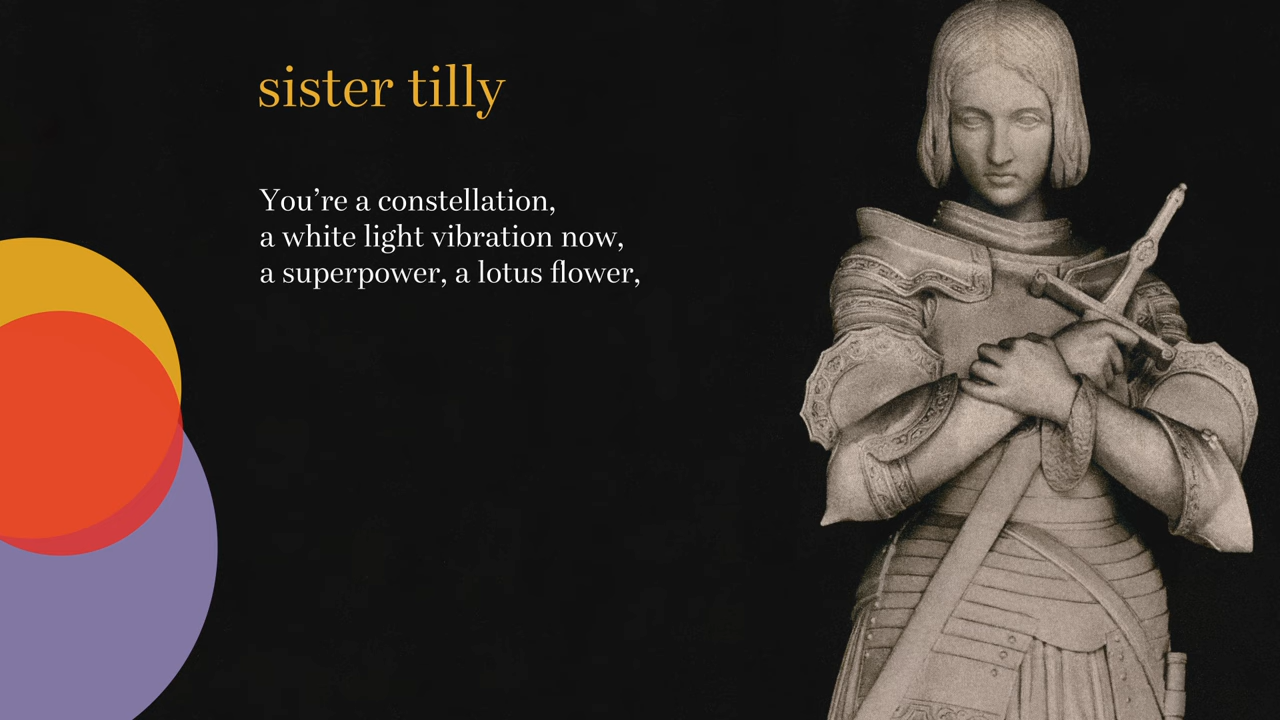 sister tilly
You’re a constellation,
a white light vibration now,
a superpower, a lotus flower,